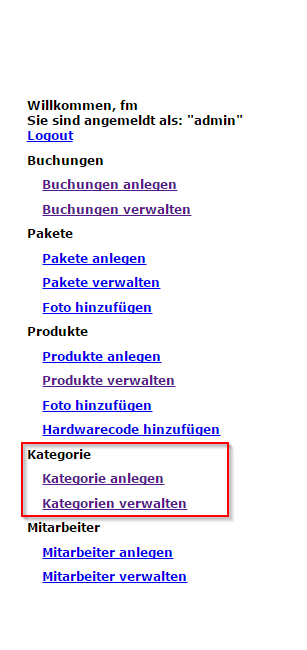 Willkommen, fm
Sie sind angemeldet als: "admin"
Logout
Buchungen
Buchungen anlegen
Buchungen verwalten
Pakete
Pakete anlegen
Pakete verwalten
Foto hinzufügen
Produkte
Produkte anlegen
Produkte verwalten
Foto hinzufügen
Hardwarecode hinzufügen
Kategorie
Kategorie anlegen
Kategorien verwalten
Mitarbeiter
Mitarbeiter anlegen
Mitarbeiter verwalten